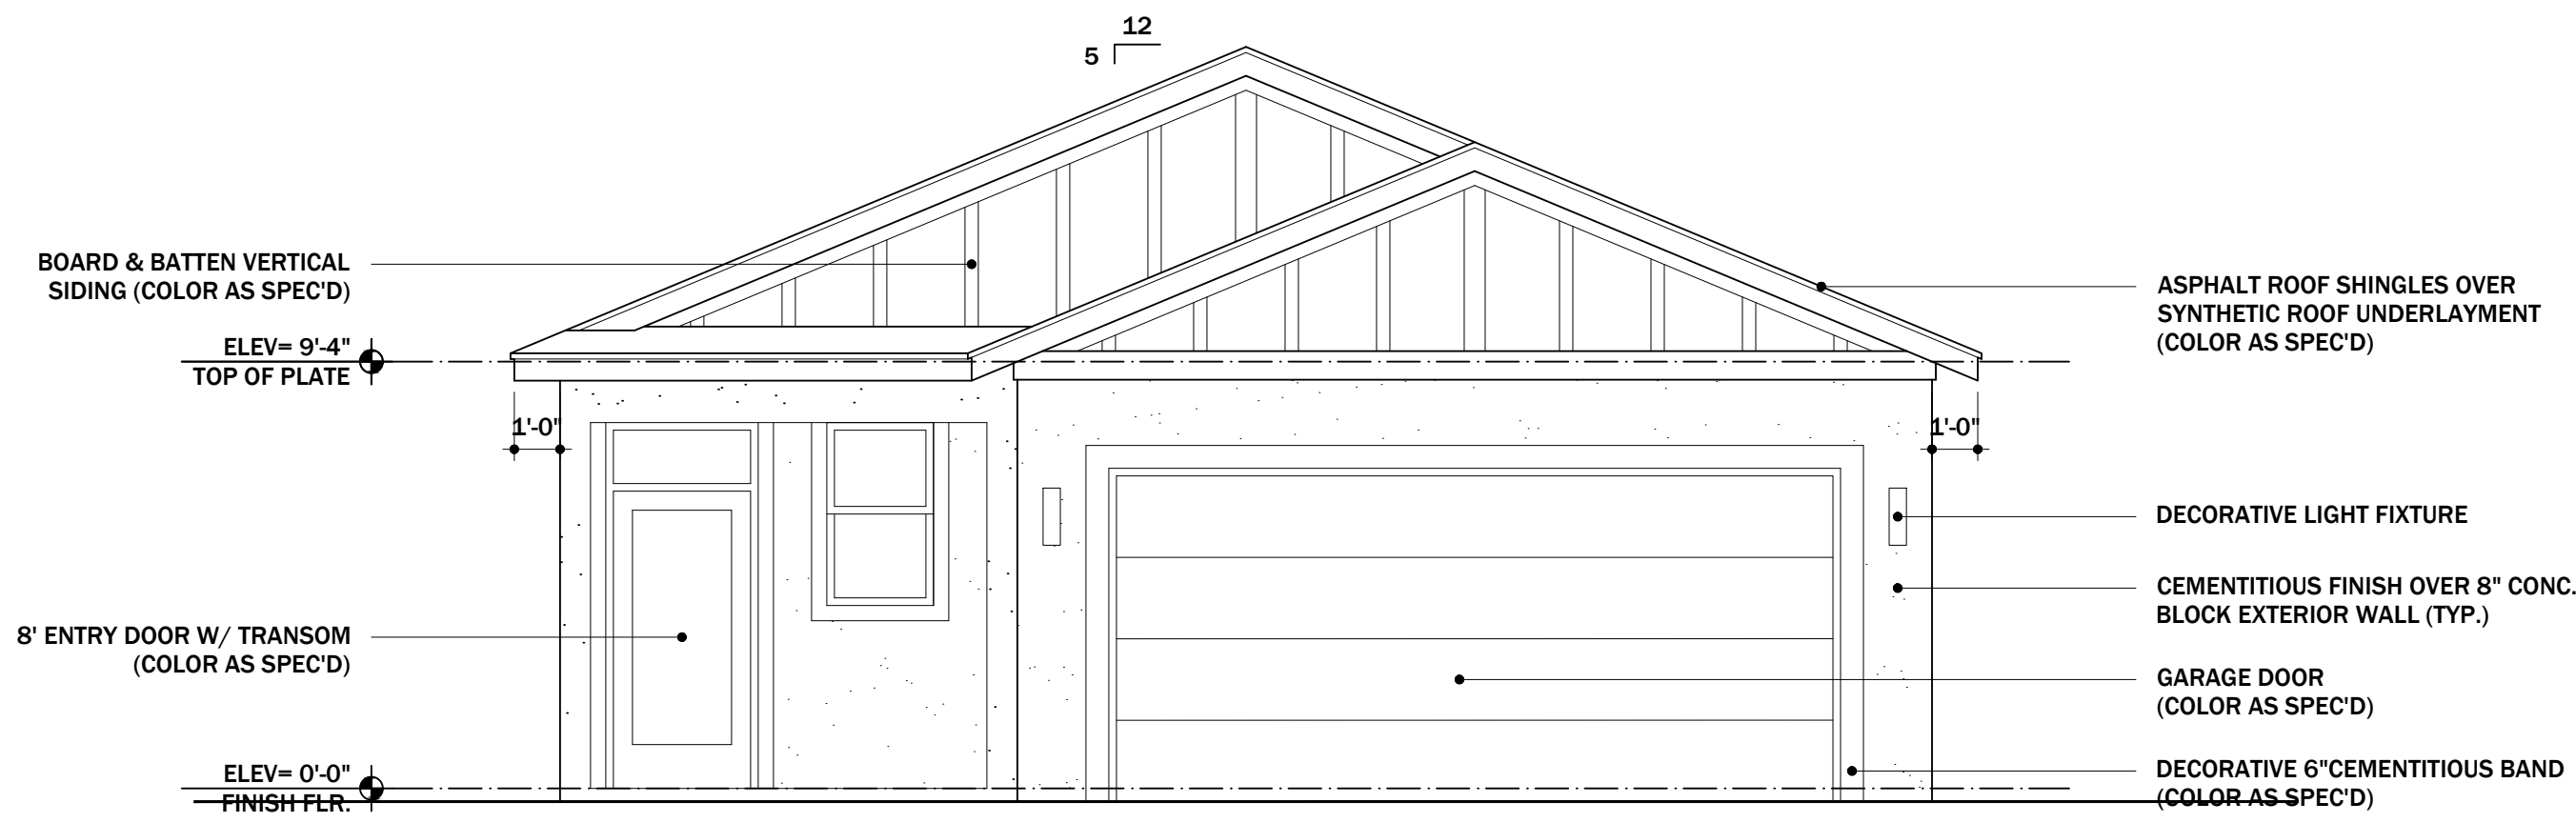 12
5
BOARD & BATTEN VERTICAL
SIDING (COLOR AS SPEC'D)
ELEV= 9'-4"
TOP OF PLATE
1'-0"
8' ENTRY DOOR W/ TRANSOM
(COLOR AS SPEC'D)
ELEV= 0'-0"
FINISH FLR.
ASPHALT ROOF SHINGLES OVER
SYNTHETIC ROOF UNDERLAYMENT
(COLOR AS SPEC'D)
1'-0"
DECORATIVE LIGHT FIXTURE
CEMENTITIOUS FINISH OVER 8" CONC.
BLOCK EXTERIOR WALL (TYP.)
GARAGE DOOR
(COLOR AS SPEC'D)
DECORATIVE 6"CEMENTITIOUS BAND
(COLOR AS SPEC'D)